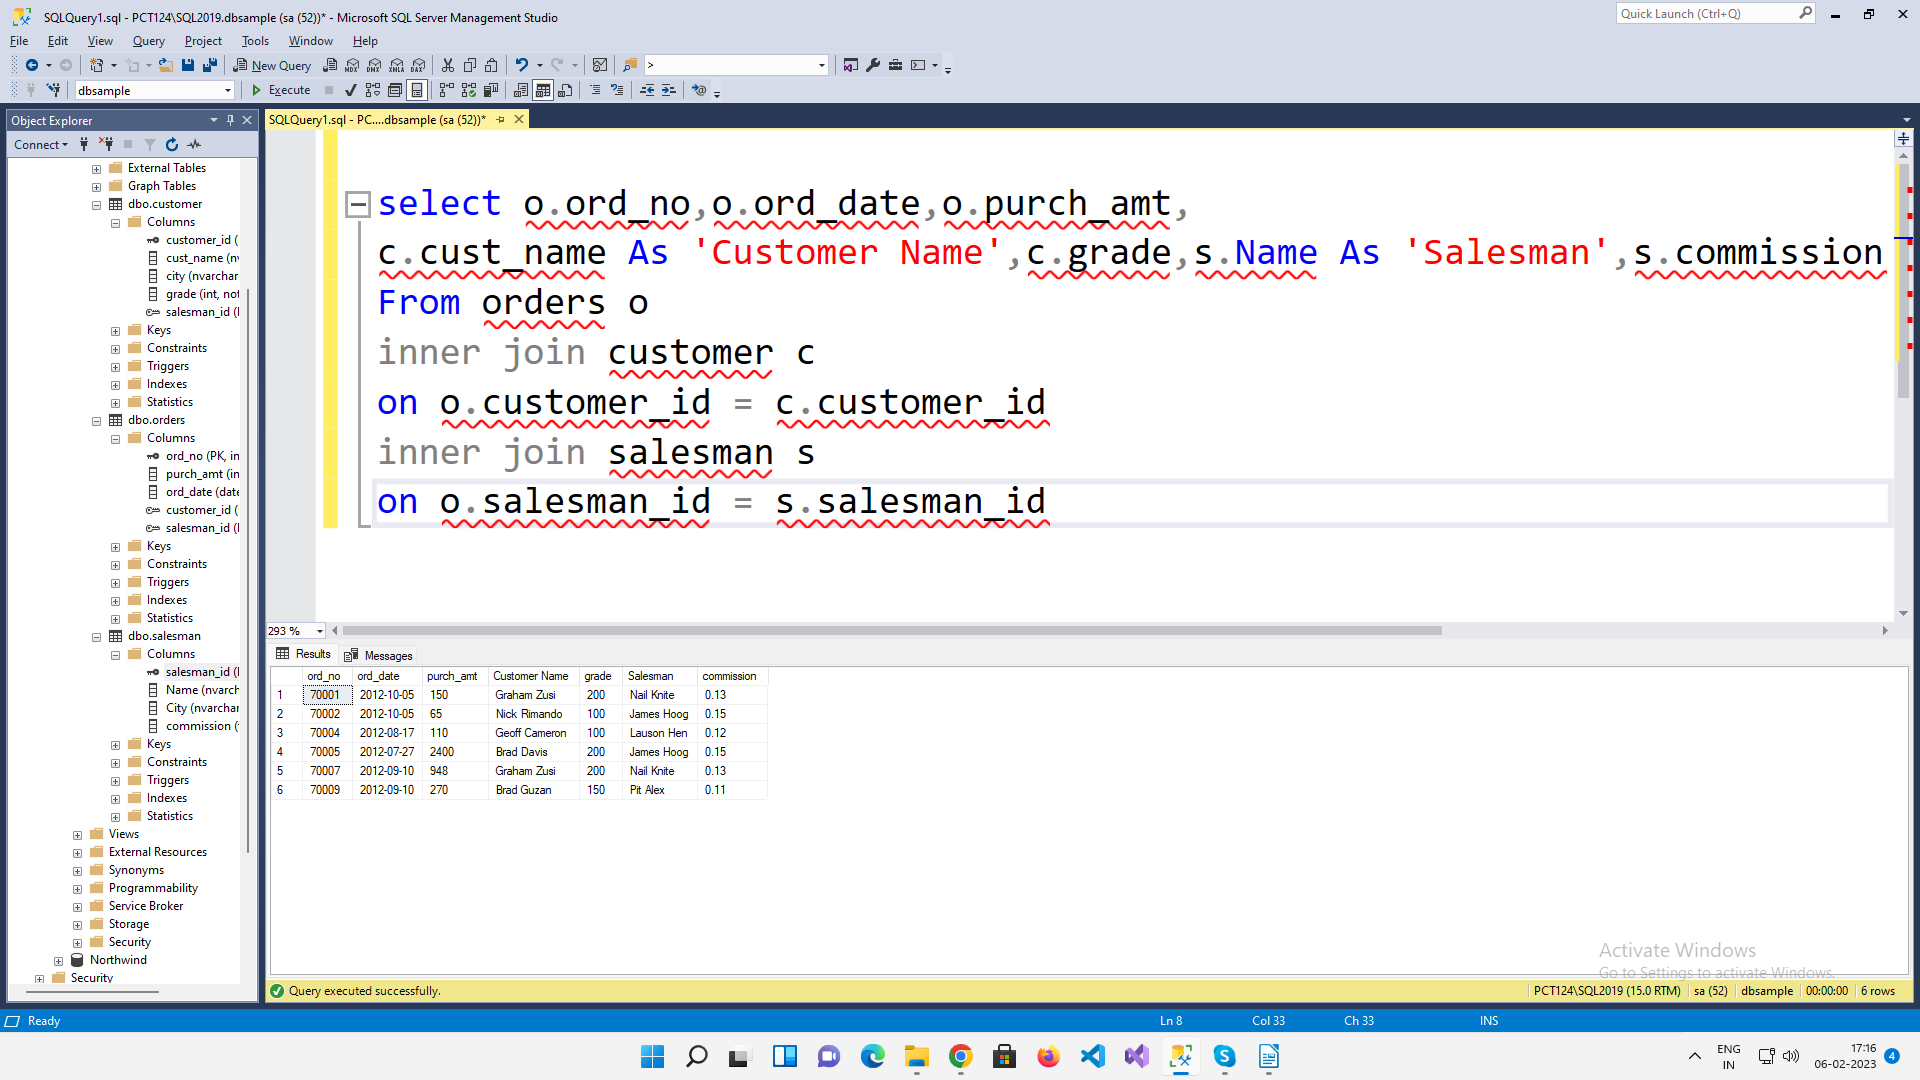 SQLQuery1.sql - PCT124\SQL2019.dbsample (sa (52))* - Microsoft SQL Server Management Studio
Quick Launch (Ctrl+Q)
File Edit View Query Project Tools Window Help
New Query
MDX DMX XMLA DAX
>
dbsample
Execute
Object Explorer
Connect
External Tables
Graph Tables
dbo.customer
Columns
customer_id (
cust_name (nv
city (nvarchar
grade (int, not
salesman_id (
Keys
Constraints
Triggers
Indexes
Statistics
dbo.orders
Columns
ord_no (PK, in
purch_amt (in
ord_date (date
customer_id (
salesman_id (
Keys
Constraints
Triggers
Indexes
Statistics
dbo.salesman
Columns
salesman_id (
Name (nvarch
City (nvarchar
commission (
Keys
Constraints
Triggers
Indexes
Statistics
Views
External Resources
Synonyms
Programmability
Service Broker
Storage
Security
Northwind
Security
SQLQuery1.sql - PC....dbsample (sa (52))*
select o.ord_no,o.ord_date,o.purch_amt,
c.cust_name As 'Customer Name',c.grade,s.Name As 'Salesman',s.commission
From orders o
inner join customer c
on o.customer_id = c.customer_id
inner join salesman s
on o.salesman_id = s.salesman_id
293 %
Results Messages
ord_no ord_date purch_amt Customer Name grade Salesman commission
1 70001 2012-10-05 150 Graham Zusi 200 Nail Knite 0.13
2 70002 2012-10-05 65 Nick Rimando 100 James Hoog 0.15
3 70004 2012-08-17 110 Geoff Cameron 100 Lauson Hen 0.12
4 70005 2012-07-27 2400 Brad Davis 200 James Hoog 0.15
5 70007 2012-09-10 948 Graham Zusi 200 Nail Knite 0.13
6 70009 2012-09-10 270 Brad Guzan 150 Pit Alex 0.11
Activate Windows
Go to Settings to activate Windows.
Query executed successfully.
PCT124\SQL2019 (15.0 RTM) sa (52) dbsample 00:00:00 6 rows
Ready
Ln 8 Col 33 Ch 33 INS
ENG
IN
17:16
06-02-2023
4